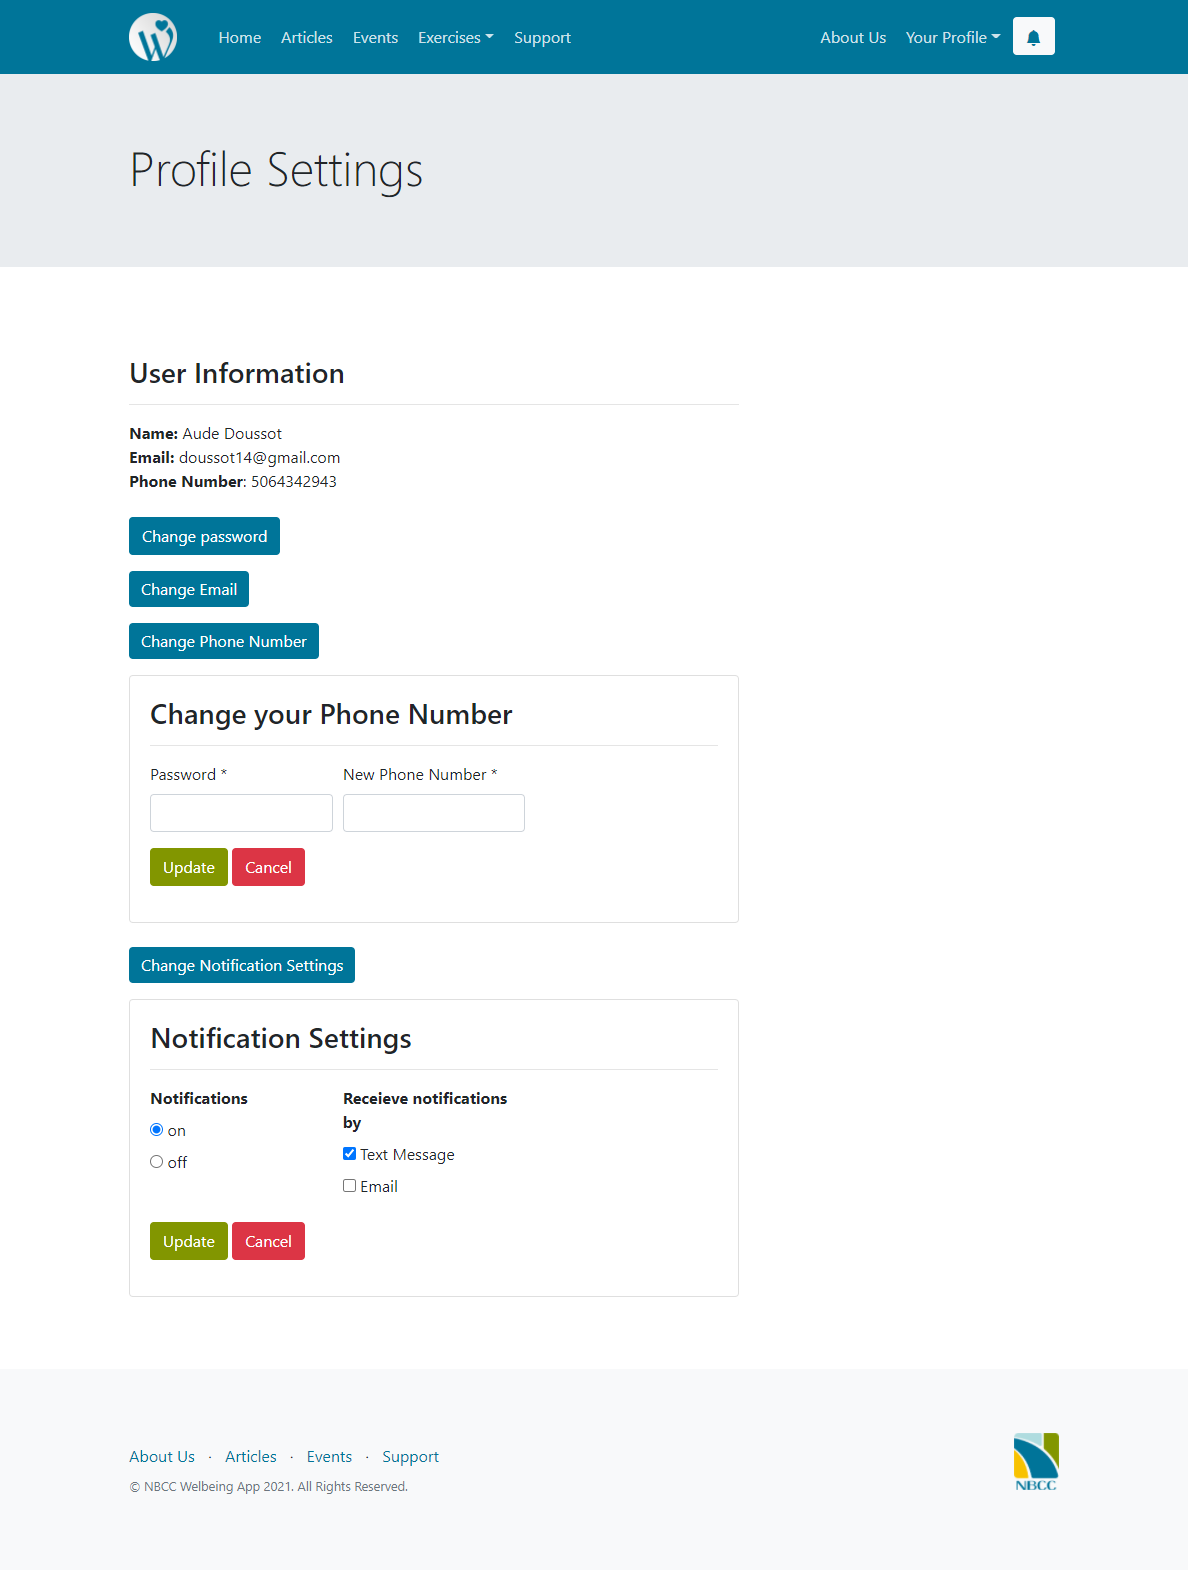 Home Articles Events Exercises Support About Us Your Profile
Profile Settings
User Information
Name: Aude Doussot
Email: doussot14@gmail.com
Phone Number: 5064342943
Change password
Change Email
Change Phone Number
Change your Phone Number
Password * New Phone Number *
Update Cancel
Change Notification Settings
Notification Settings
Notifications
on
off
Receieve notifications
by
Text Message
Email
Update Cancel
About Us · Articles · Events · Support
© NBCC Welbeing App 2021. All Rights Reserved.
NBCC